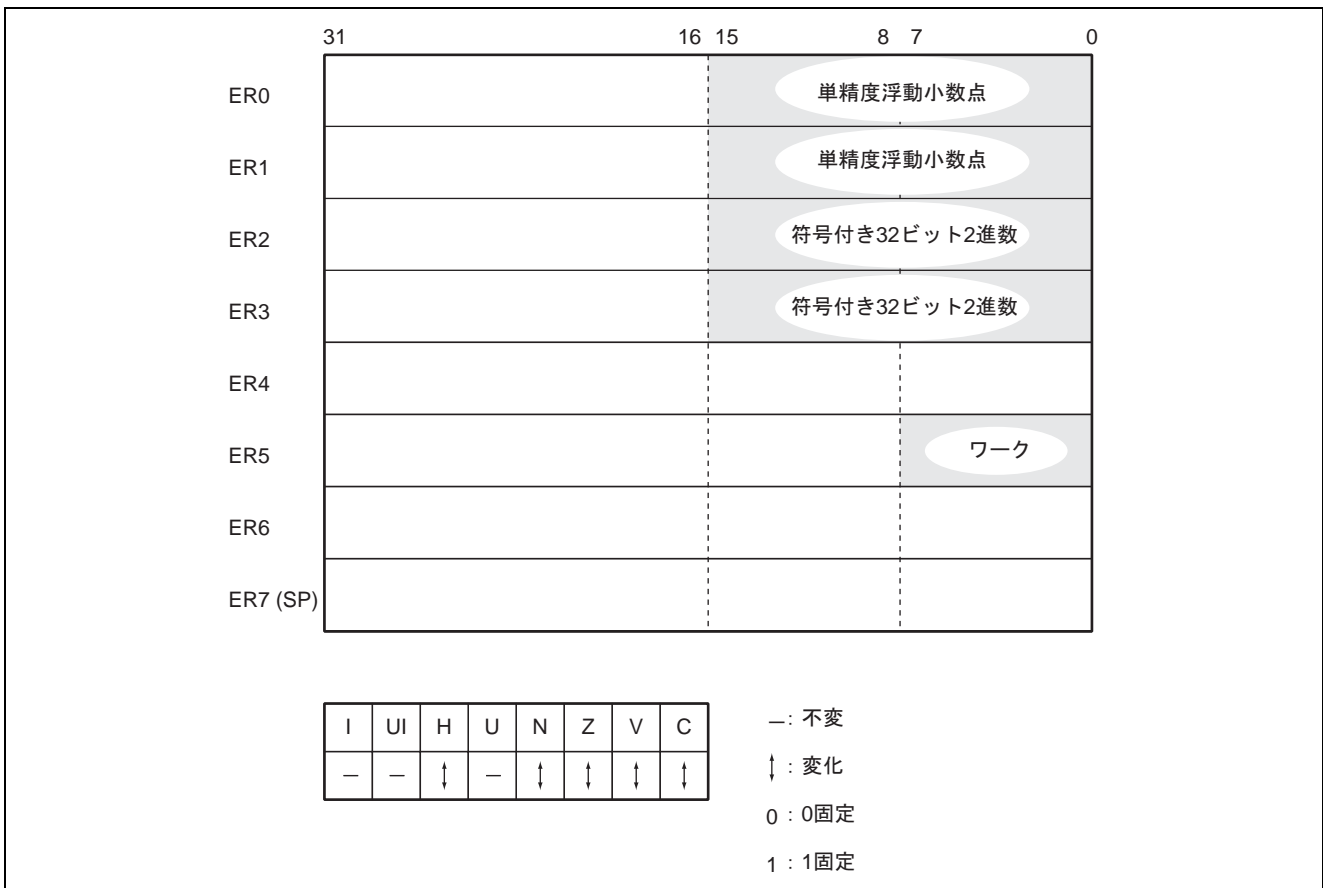 31 16 15 8 7 0
ER0 単精度浮動小数点
ER1 単精度浮動小数点
ER2 符号付き32ビット2進数
ER3 符号付き32ビット2進数
ER4
ER5 ワーク
ER6
ER7 (SP)
I UI H U N Z V C
– – ↕ – ↕ ↕ ↕ ↕
–: 不変
↕ : 変化
0 : 0固定
1 : 1固定